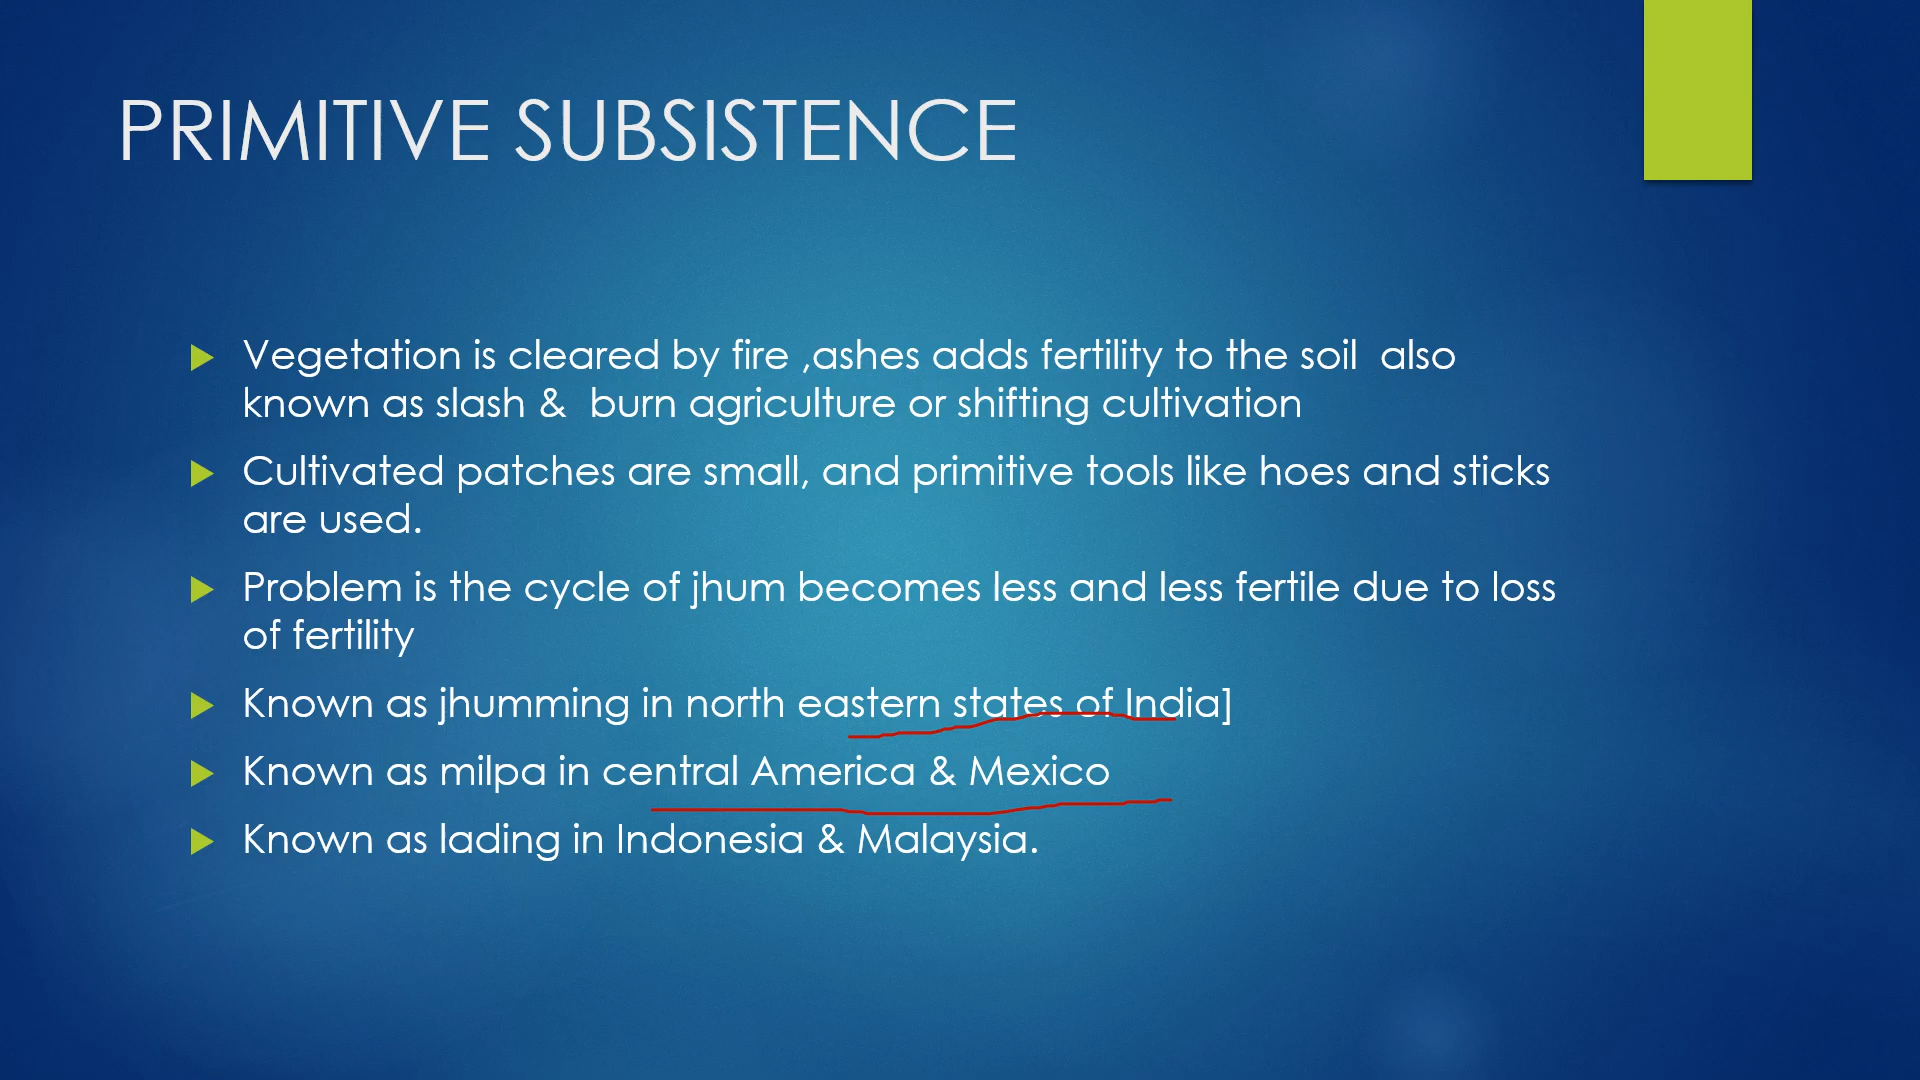 PRIMITIVE SUBSISTENCE
Vegetation is cleared by fire ,ashes adds fertility to the soil  also
known as slash &  burn agriculture or shifting cultivation
Cultivated patches are small, and primitive tools like hoes and sticks
are used.
Problem is the cycle of jhum becomes less and less fertile due to loss
of fertility
Known as jhumming in north eastern states of India]
Known as milpa in central America & Mexico
Known as lading in Indonesia & Malaysia.